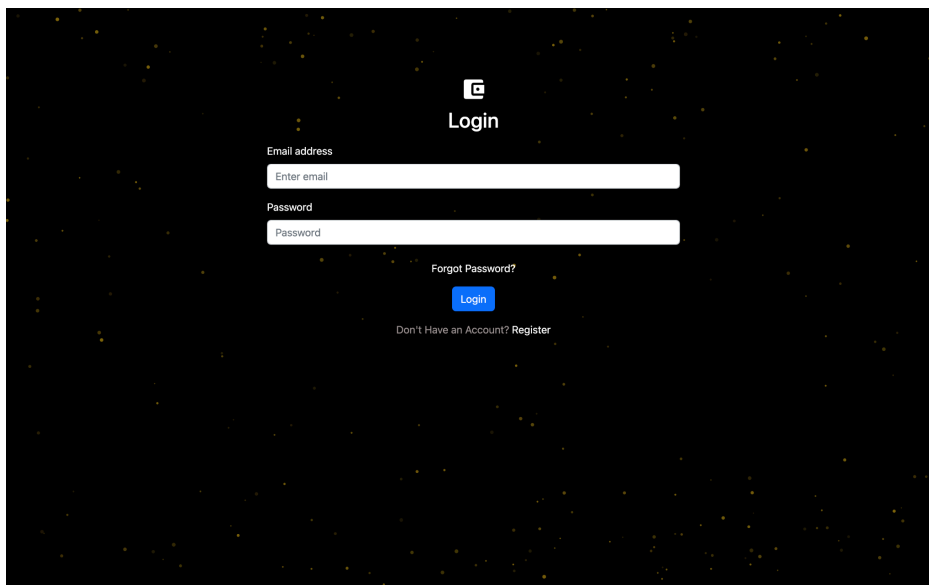 Login
Email address
Enter email
Password
Password
Forgot Password?
Login
Don't Have an Account? Register